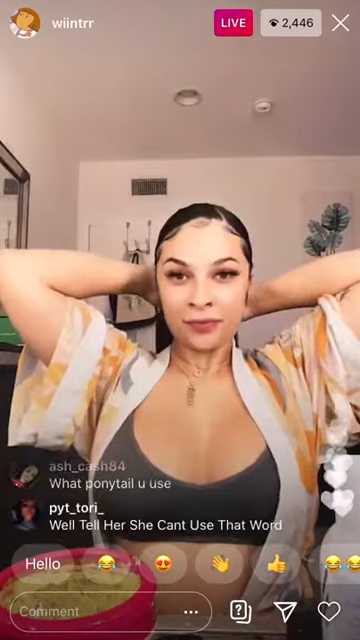 wiintrr
LIVE
2,446
ash_cash84
What ponytail u use
pyt_tori_
Well Tell Her She Cant Use That Word
Hello
Comment